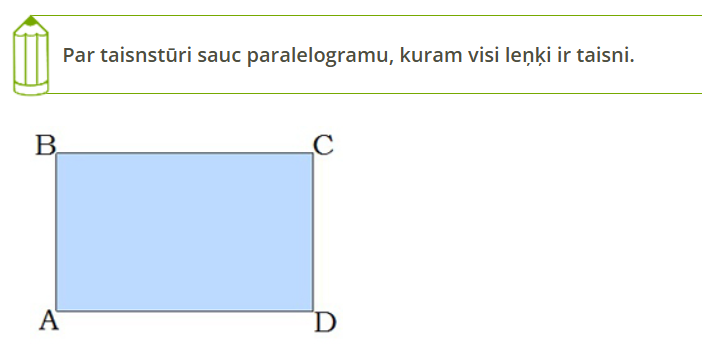 Par taisnstūri sauc paralelogramu, kuram visi leņķi ir taisni.
B C
A D